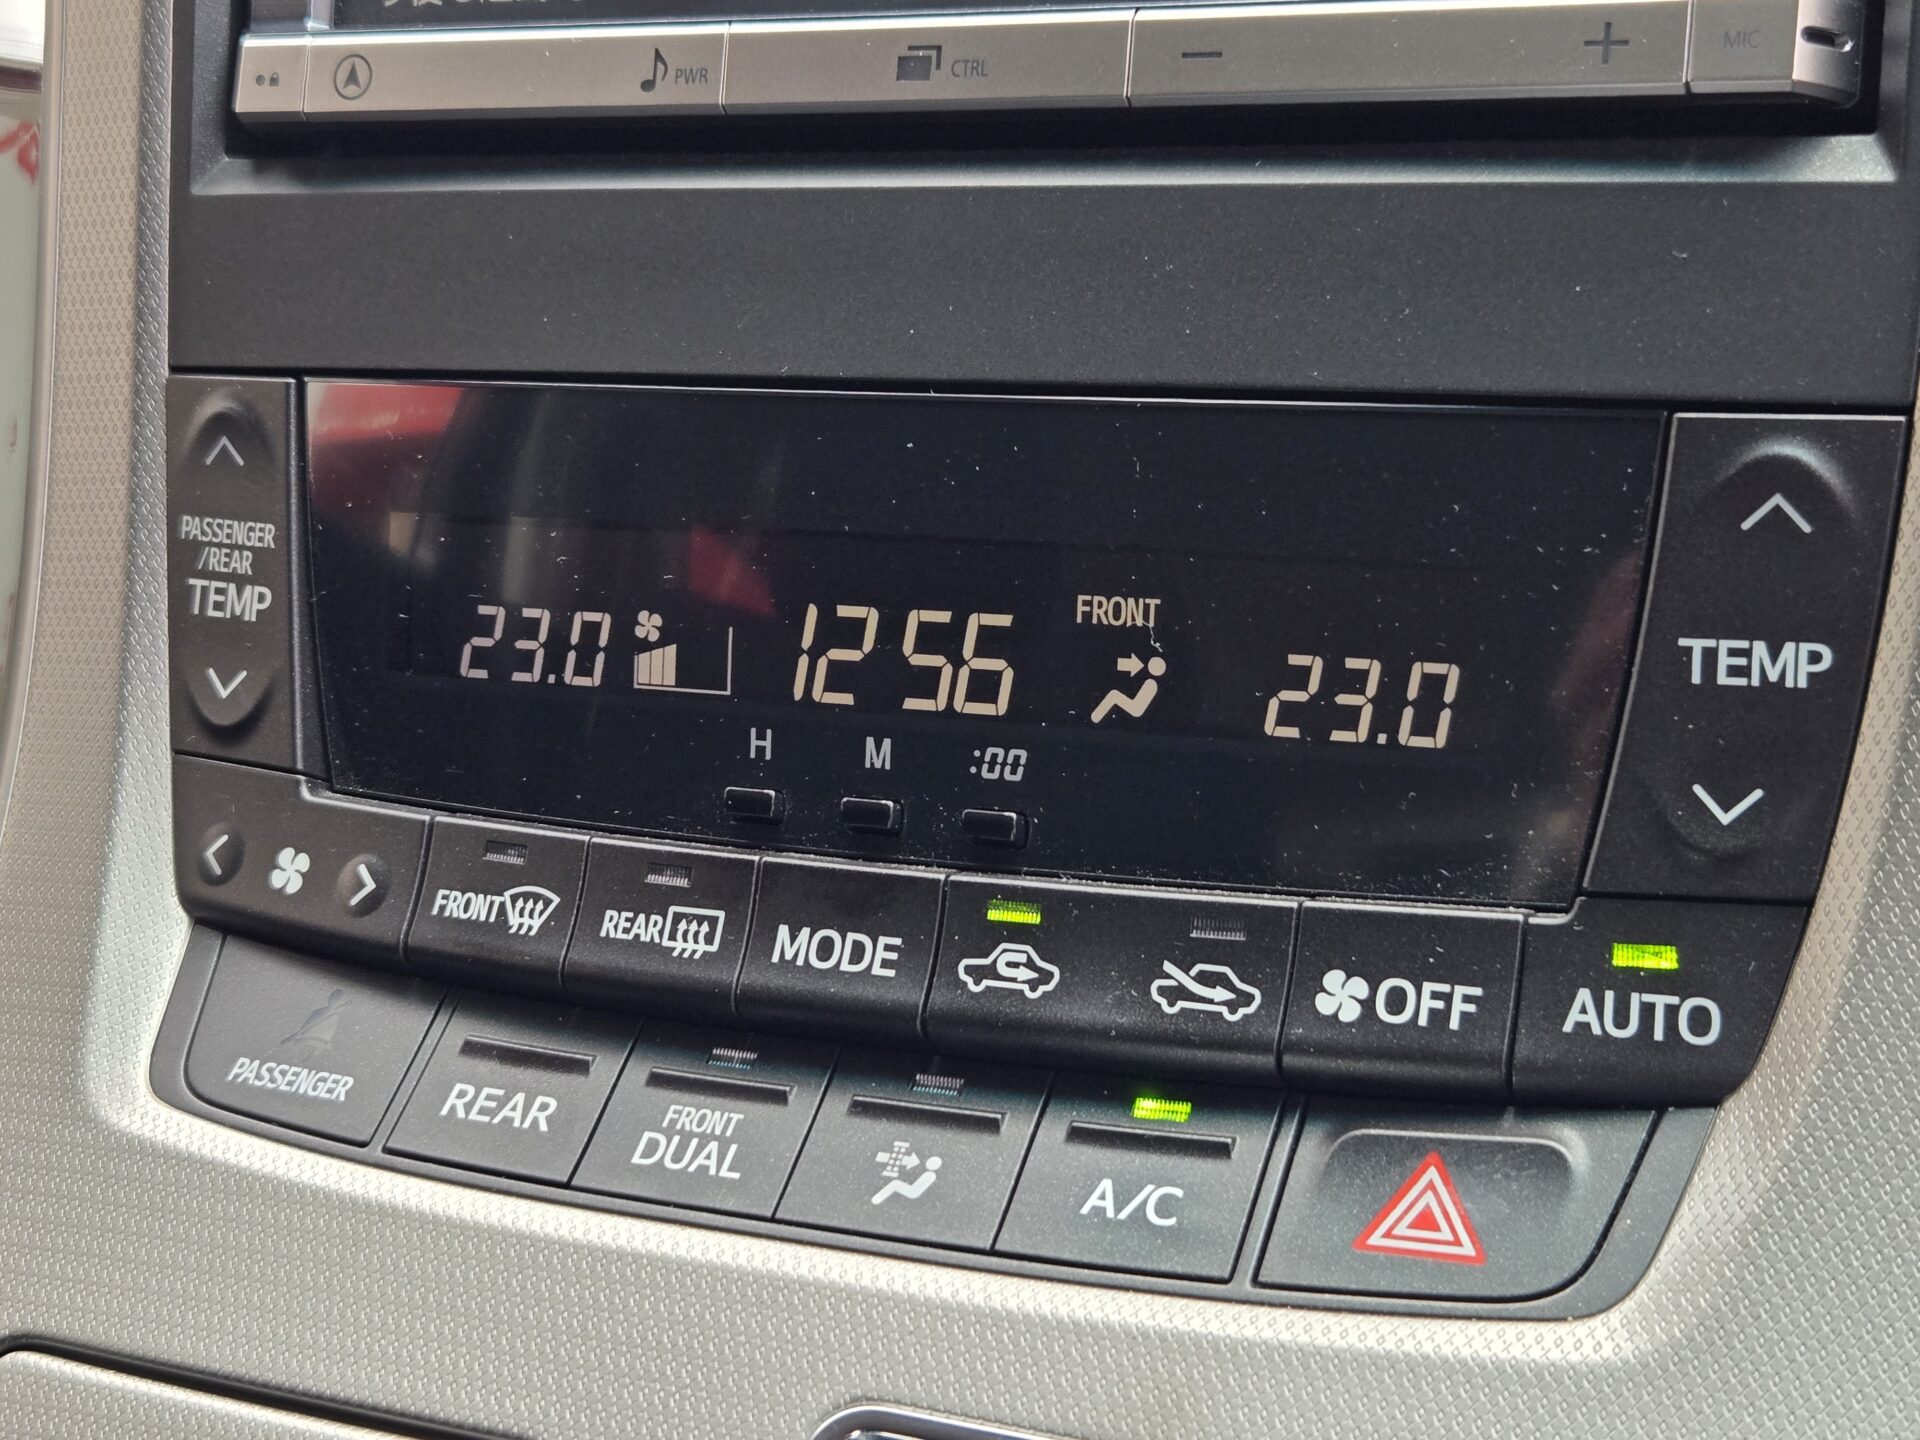 PWR
CTRL
MIC
PASSENGER
/REAR
TEMP
23.0
12 56
FRONT
23.0
TEMP
H
M
:00
FRONT
REAR
MODE
OFF
AUTO
PASSENGER
REAR
FRONT
DUAL
A/C